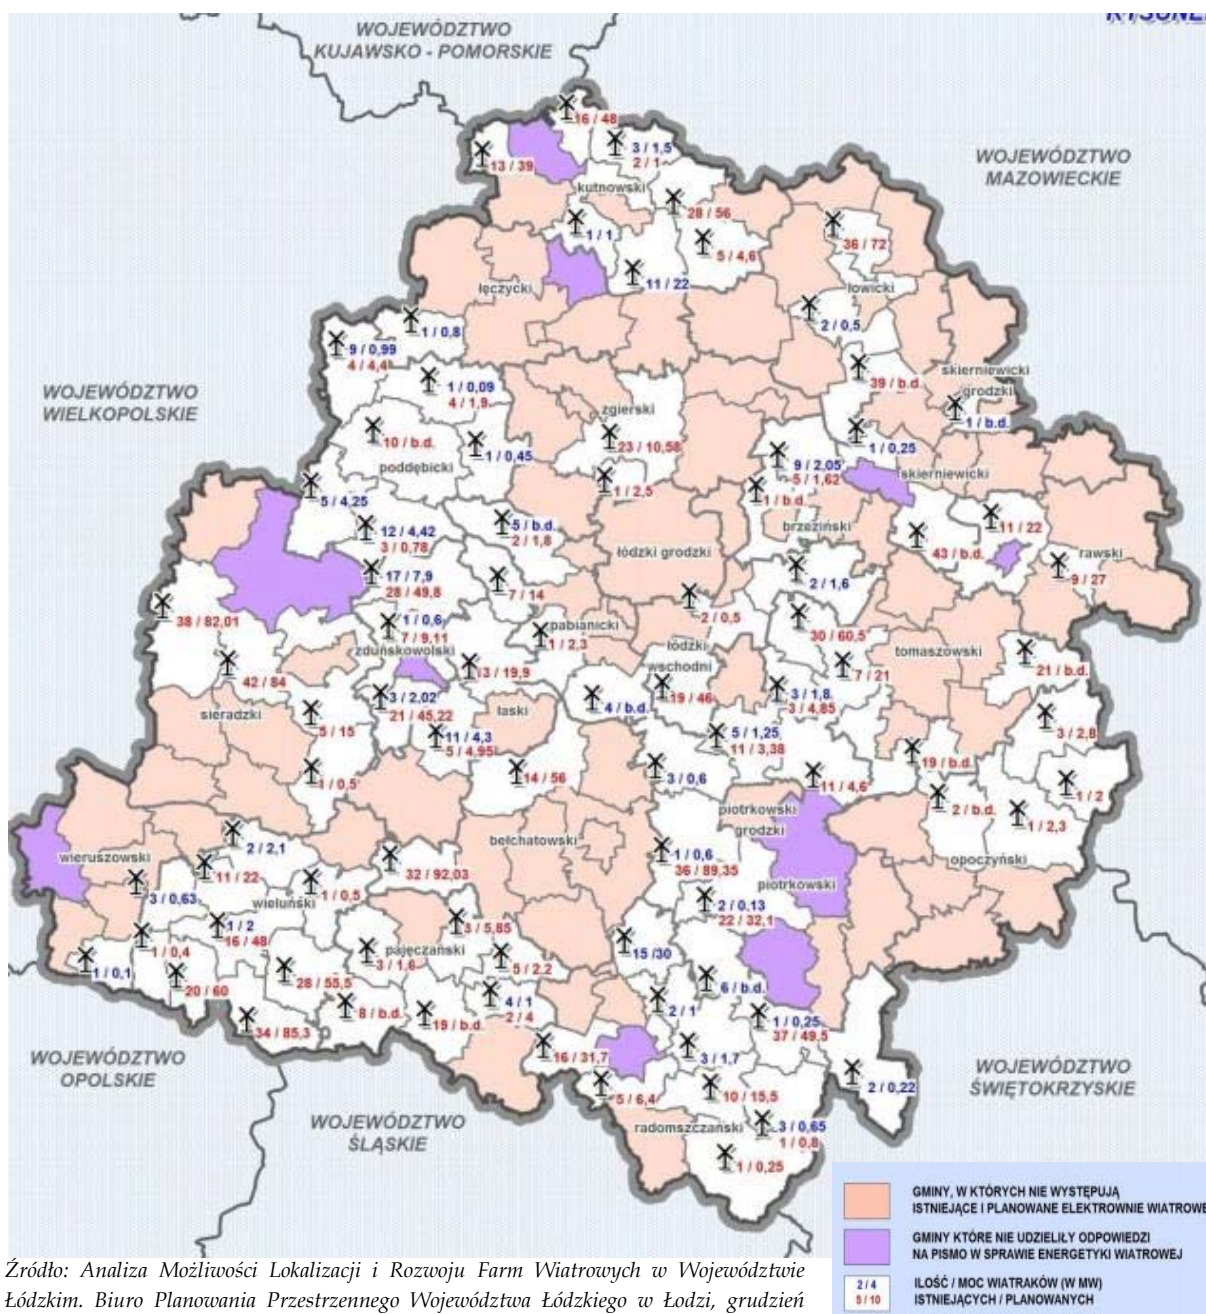 WOJEWÓDZTWO
KUJAWSKO - POMORSKIE
16 / 48
3 / 1,5
2 / 1
13 / 39
WOJEWÓDZTWO
MAZOWIECKIE
kutnowski
28 / 56
1 / 1
5 / 4,6
36 / 72
11 / 22
łęczycki
łowicki
2 / 0,5
1 / 0,8
9 / 0,99
4 / 4,4
39 / b.d.
skierniewicki
grodzki
WOJEWÓDZTWO
WIELKOPOLSKIE
1 / 0,09
4 / 1,9
zgierski
1 / b.d.
10 / b.d.
23 / 10,58
1 / 0,25
1 / 0,45
poddębicki
9 / 2,05
5 / 1,62
skierniewicki
1 / 2,5
5 / 4,25
1 / b.d.
12 / 4,42
3 / 0,78
5 / b.d.
2 / 1,8
brzeziński
11 / 22
łódzki grodzki
43 / b.d.
rawski
9 / 27
17 / 7,9
28 / 49,8
2 / 1,6
7 / 14
38 / 82,01
1 / 0,6
7 / 9,11
2 / 0,5
pabianicki
30 / 60,5
1 / 2,3
zduńskowolski
łódzki
wschodni
tomaszowski
13 / 19,9
7 / 21
21 / b.d.
42 / 84
3 / 2,02
21 / 45,22
19 / 46
3 / 1,8
3 / 4,85
4 / b.d.
łaski
sieradzki
5 / 15
11 / 4,3
5 / 4,95
5 / 1,25
11 / 3,38
3 / 2,8
19 / b.d.
14 / 56
3 / 0,6
1 / 0,5
11 / 4,6
1 / 2
2 / b.d.
piotrkowski
grodzki
1 / 2,3
bełchatowski
2 / 2,1
1 / 0,6
36 / 89,35
wieruszowski
opoczyński
11 / 22
32 / 92,03
piotrkowski
3 / 0,63
1 / 0,5
wieluński
2 / 0,13
22 / 32,1
1 / 2
16 / 48
3 / 5,85
1 / 0,4
pajęczański
15 /30
3 / 1,6
5 / 2,2
1 / 0,1
28 / 55,5
20 / 60
6 / b.d.
4 / 1
2 / 4
2 / 1
8 / b.d.
19 / b.d.
1 / 0,25
37 / 49,5
34 / 85,3
16 / 31,7
3 / 1,7
WOJEWÓDZTWO
OPOLSKIE
WOJEWÓDZTWO
ŚWIĘTOKRZYSKIE
2 / 0,22
5 / 6,4
10 / 15,5
WOJEWÓDZTWO
ŚLĄSKIE
radomszczański
3 / 0,65
1 / 0,8
1 / 0,25
GMINY, W KTÓRYCH NIE WYSTĘPUJĄ
ISTNIEJĄCE I PLANOWANE ELEKTROWNIE WIATROWE
GMINY KTÓRE NIE UDZIELIŁY ODPOWIEDZI
NA PISMO W SPRAWIE ENERGETYKI WIATROWEJ
2 / 4
5 / 10
ILOŚĆ / MOC WIATRAKÓW (W MW)
ISTNIEJĄCYCH / PLANOWANYCH
Źródło: Analiza Możliwości Lokalizacji i Rozwoju Farm Wiatrowych w Województwie
Łódzkim. Biuro Planowania Przestrzennego Województwa Łódzkiego w Łodzi, grudzień